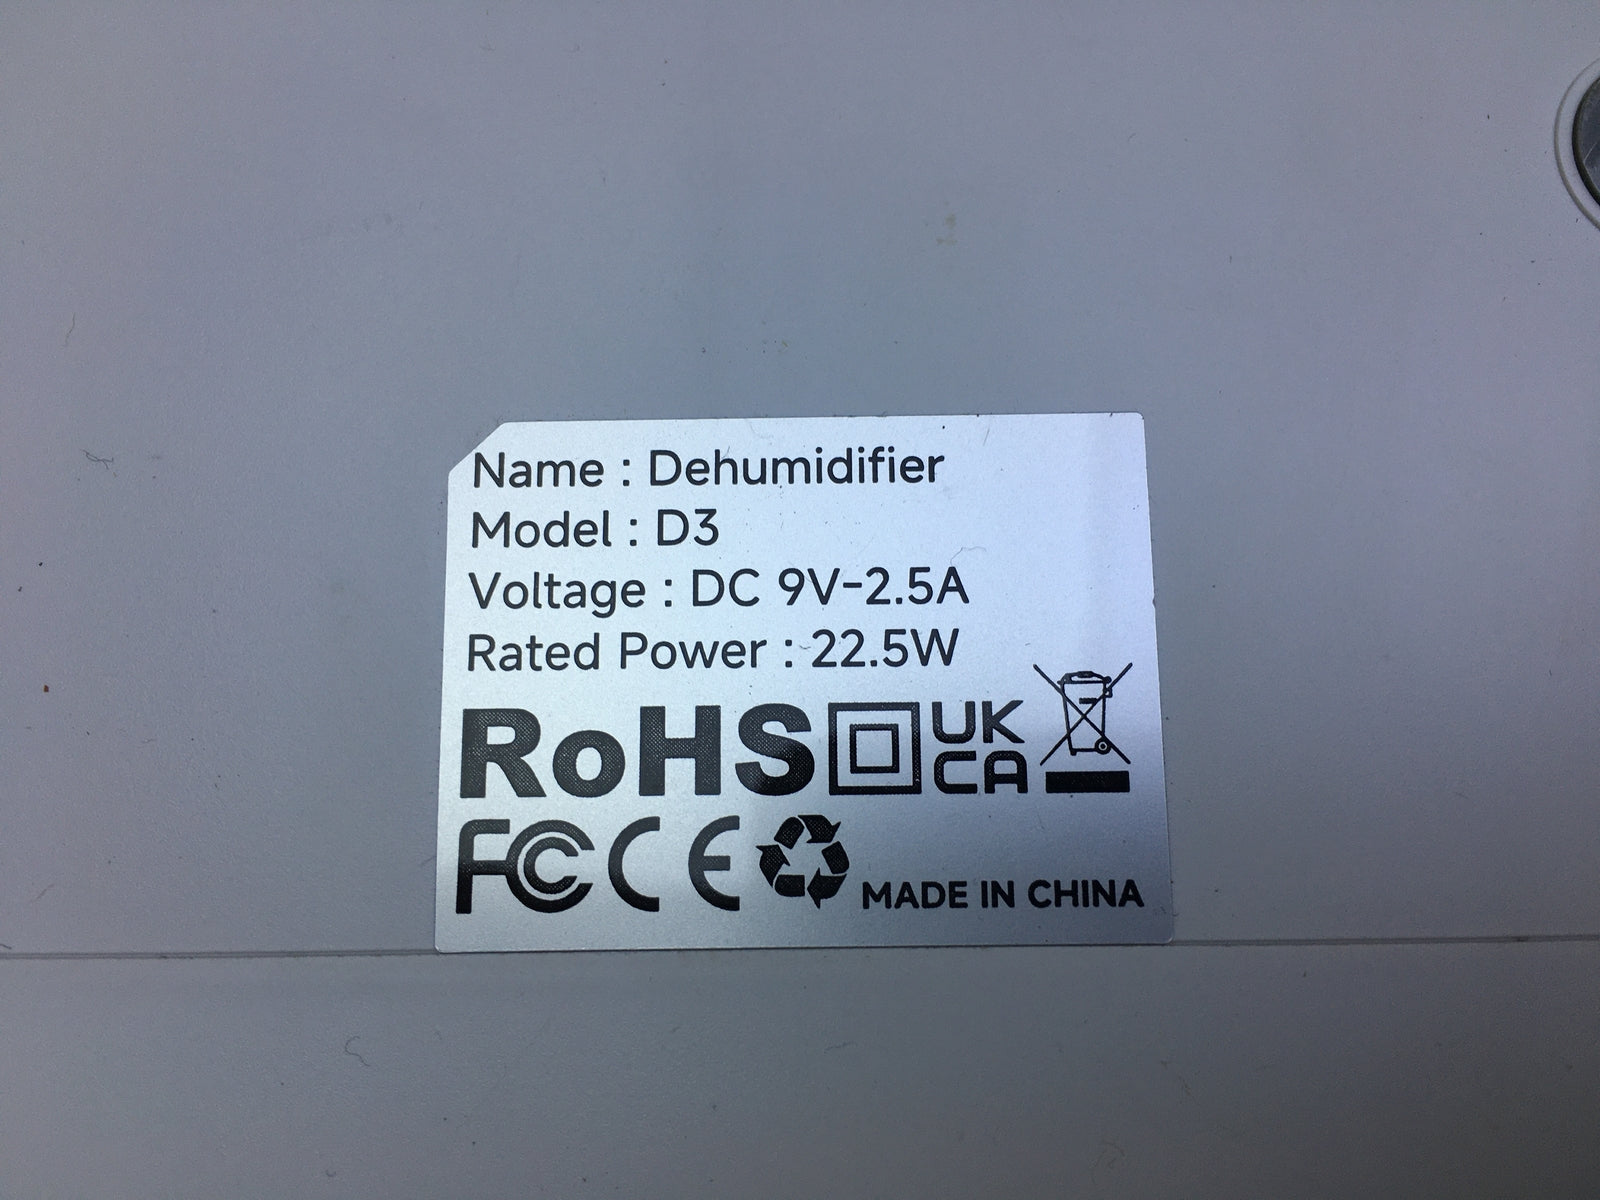 Name : Dehumidifier
Model : D3
Voltage : DC 9V-2.5A
Rated Power : 22.5W
RoHS UK
CA
FC CE MADE IN CHINA